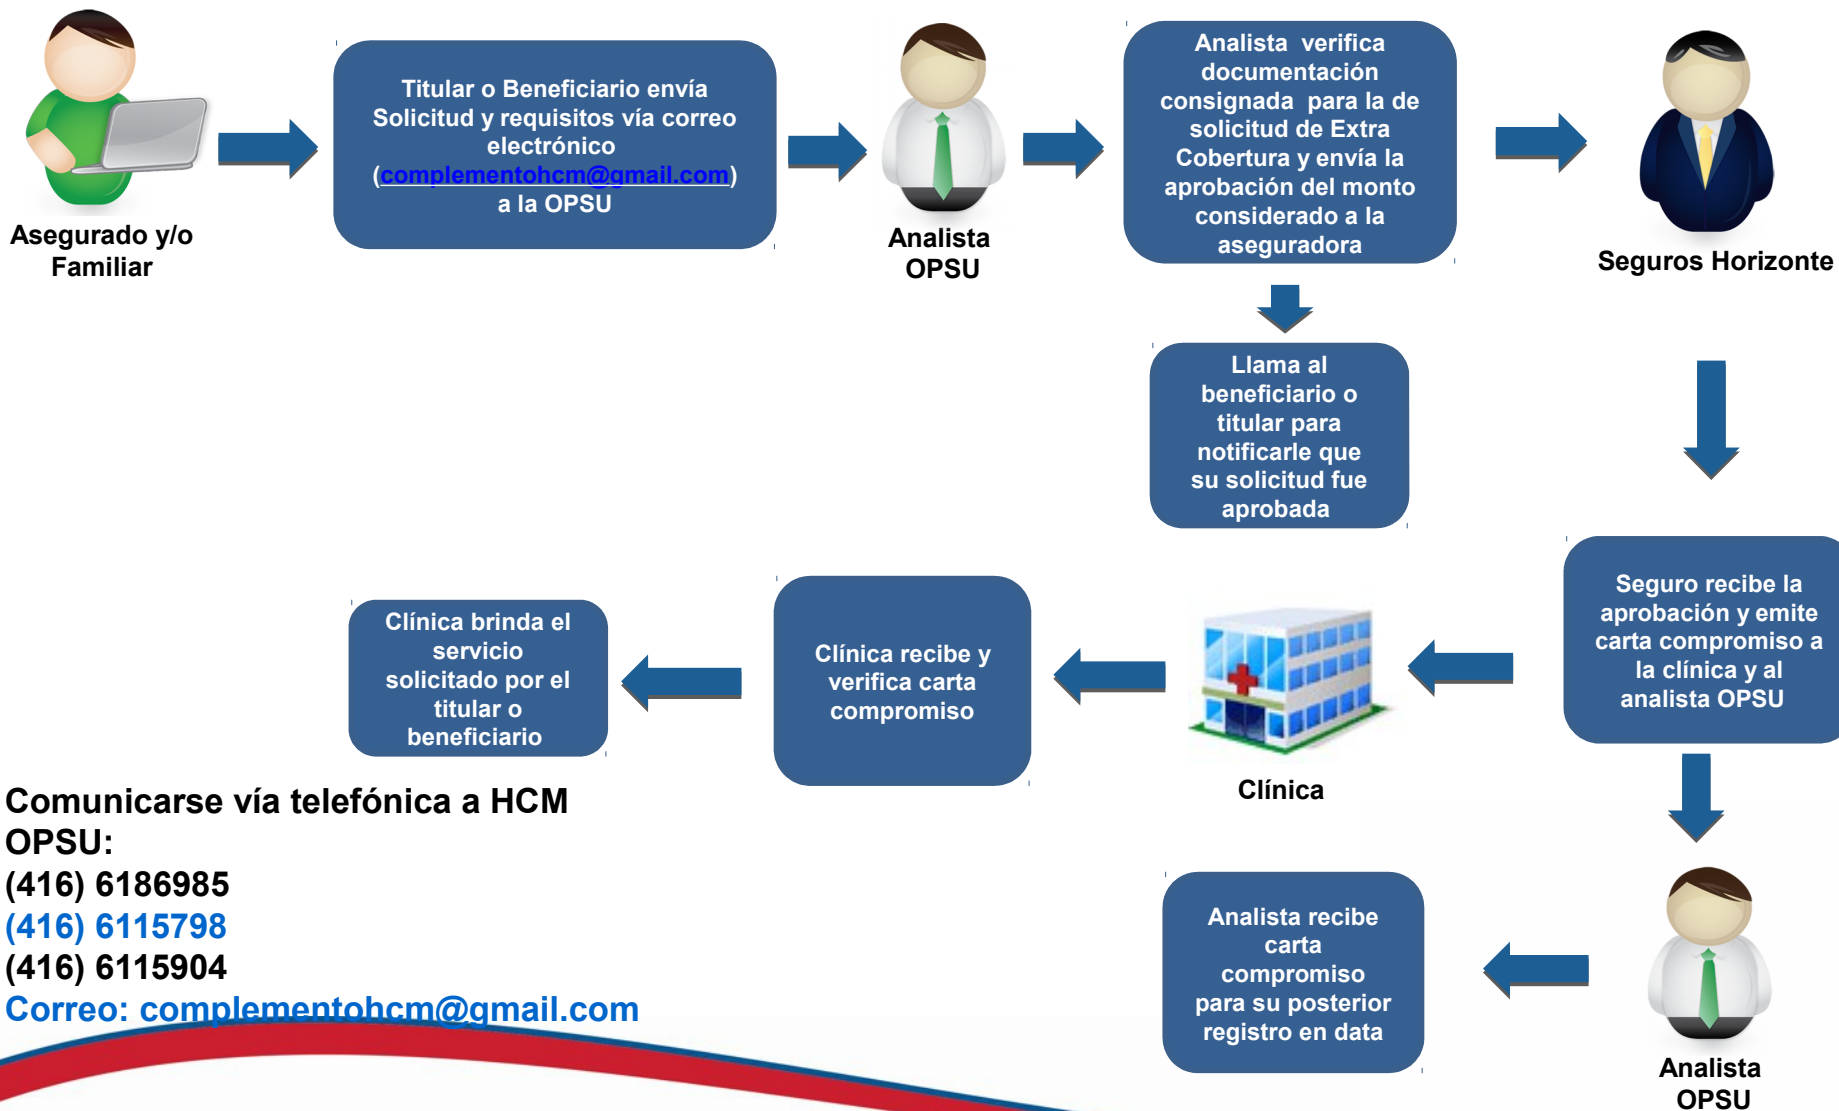 Asegurado y/o
Familiar
Titular o Beneficiario envía
Solicitud y requisitos vía correo
electrónico
(complementohcm@gmail.com)
a la OPSU
Analista
OPSU
Analista verifica
documentación
consignada para la de
solicitud de Extra
Cobertura y envía la
aprobación del monto
considerado a la
aseguradora
Seguros Horizonte
Llama al
beneficiario o
titular para
notificarle que
su solicitud fue
aprobada
Seguro recibe la
aprobación y emite
carta compromiso a
la clínica y al
analista OPSU
Clínica
Clínica recibe y
verifica carta
compromiso
Clínica brinda el
servicio
solicitado por el
titular o
beneficiario
Analista
OPSU
Analista recibe
carta
compromiso
para su posterior
registro en data
Comunicarse vía telefónica a HCM
OPSU:
(416) 6186985
(416) 6115798
(416) 6115904
Correo: complementohcm@gmail.com